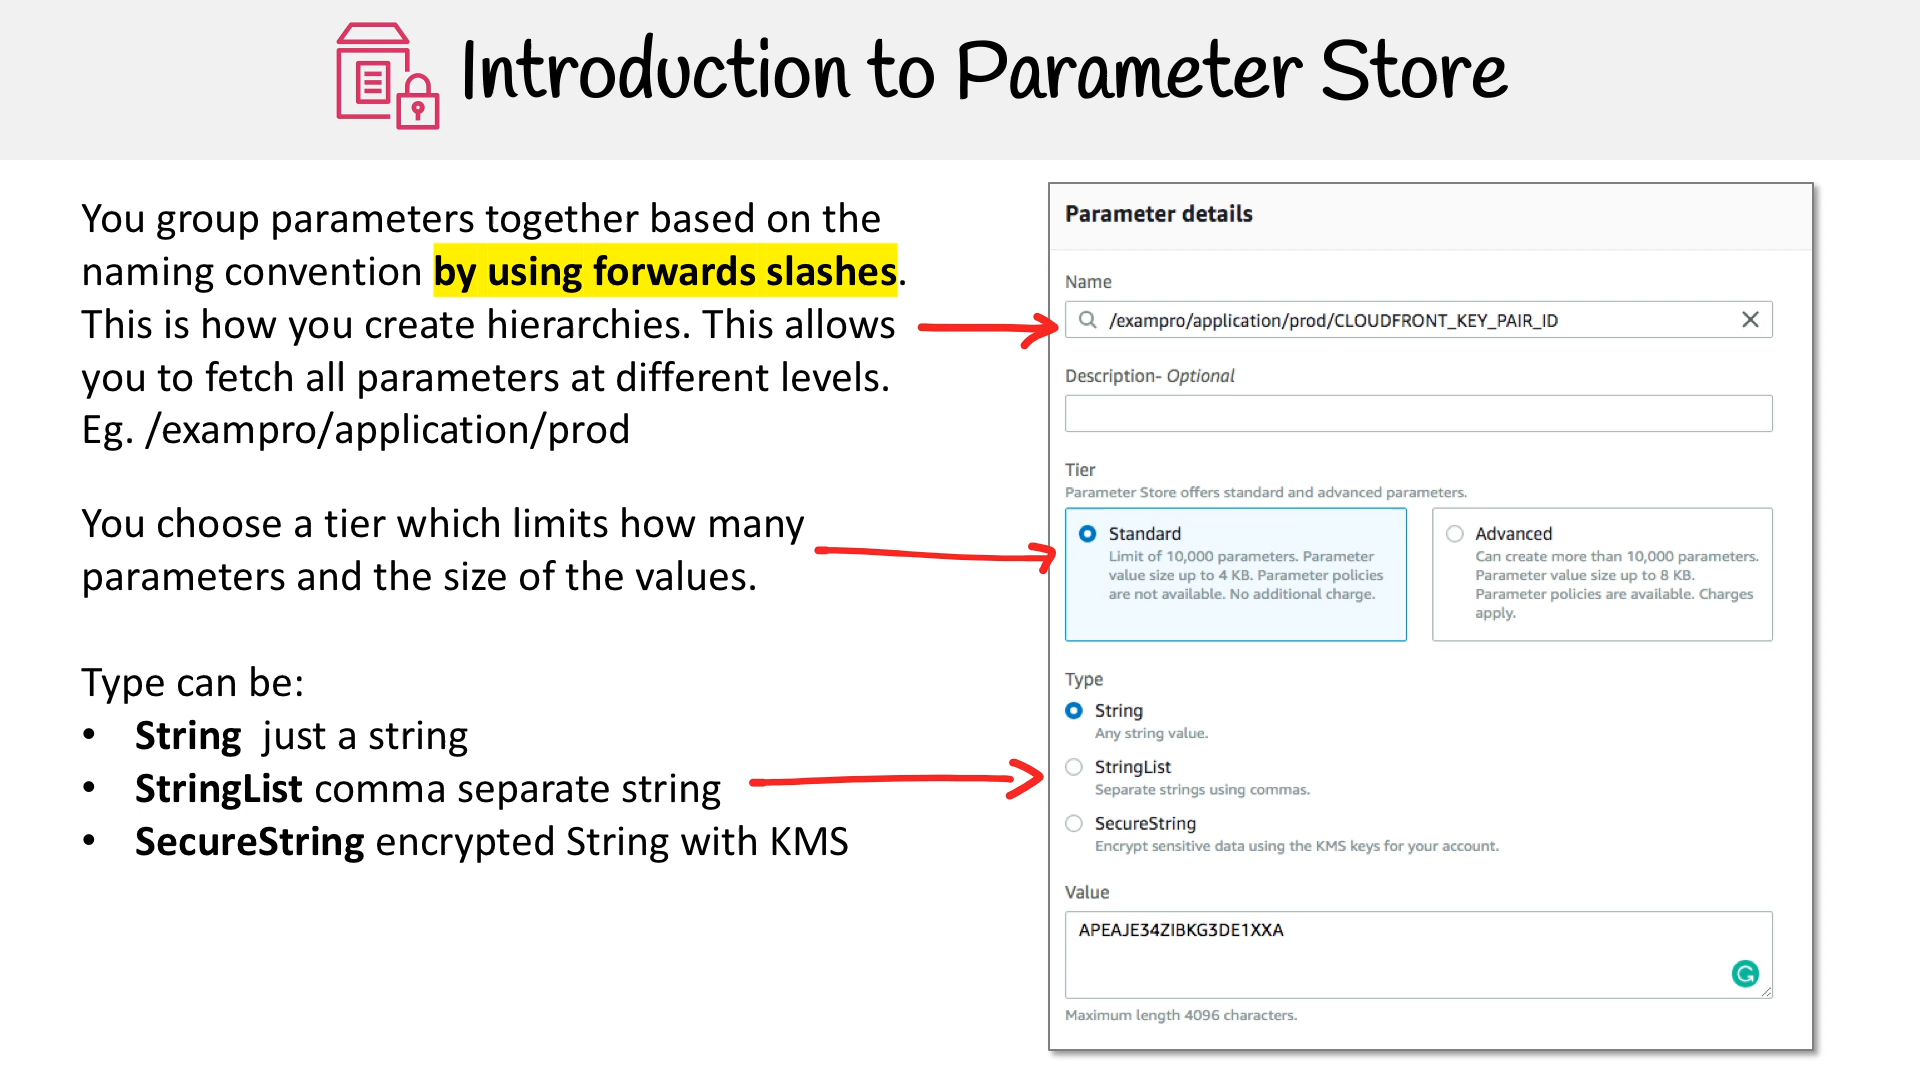 Introduction to Parameter Store
You group parameters together based on the
naming convention by using forwards slashes.
This is how you create hierarchies. This allows
you to fetch all parameters at different levels.
Eg. /exampro/application/prod
You choose a tier which limits how many
parameters and the size of the values.
Type can be:
• String just a string
• StringList comma separate string
• SecureString encrypted String with KMS
Parameter details
Name
/exampro/application/prod/CLOUDFRONT_KEY_PAIR_ID
Description- Optional
Tier
Parameter Store offers standard and advanced parameters.
Standard
Limit of 10,000 parameters. Parameter
value size up to 4 KB. Parameter policies
are not available. No additional charge.
Advanced
Can create more than 10,000 parameters.
Parameter value size up to 8 KB.
Parameter policies are available. Charges
apply.
Type
String
Any string value.
StringList
Separate strings using commas.
SecureString
Encrypt sensitive data using the KMS keys for your account.
Value
APEAJE34ZIBKG3DE1XXA
Maximum length 4096 characters.